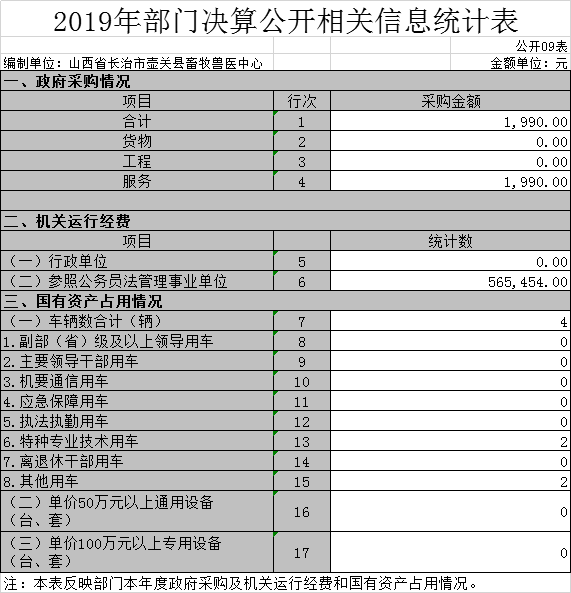 2019年部门决算公开相关信息统计表
公开09表
编制单位：山西省长治市壶关县畜牧兽医中心 金额单位：元
一、政府采购情况
项目 行次 采购金额
合计 1 1,990.00
货物 2 0.00
工程 3 0.00
服务 4 1,990.00
二、机关运行经费
项目 统计数
（一）行政单位 5 0.00
（二）参照公务员法管理事业单位 6 565,454.00
三、国有资产占用情况
（一）车辆数合计（辆） 7 4
1.副部（省）级及以上领导用车 8 0
2.主要领导干部用车 9 0
3.机要通信用车 10 0
4.应急保障用车 11 0
5.执法执勤用车 12 0
6.特种专业技术用车 13 2
7.离退休干部用车 14 0
8.其他用车 15 2
（二）单价50万元以上通用设备
（台、套） 16 0
（三）单价100万元以上专用设备
（台、套） 17 0
注：本表反映部门本年度政府采购及机关运行经费和国有资产占用情况。